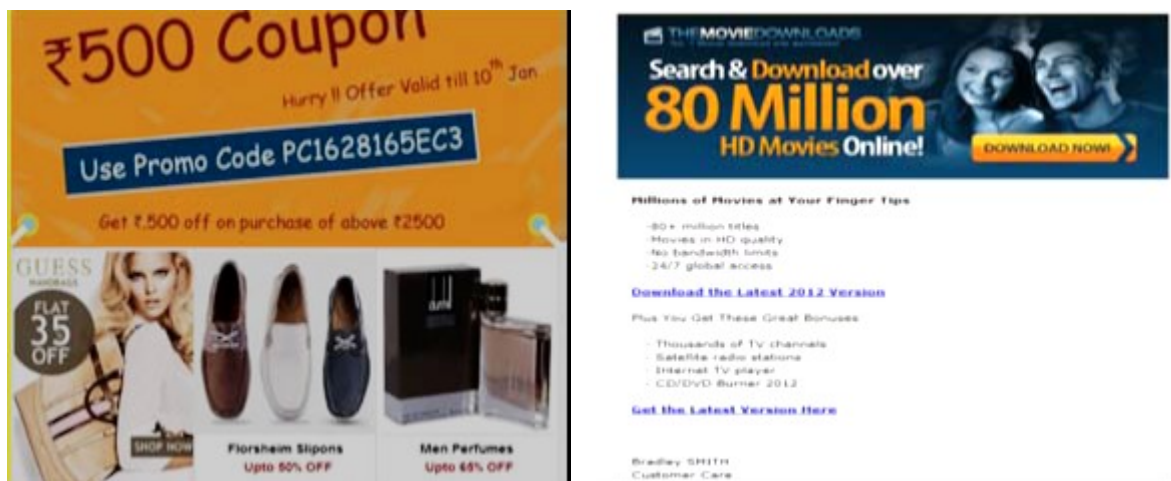 ₹500 Coupon
Hurry !! Offer Valid till 10th Jan
Use Promo Code PC1628165EC3
Get ₹.500 off on purchase of above ₹2500
GUESS
HANDBAGS
FLAT
35
OFF
SHOP NOW
Florsheim Slipons
Upto 50% OFF
dunhill
Men Perfumes
Upto 65% OFF
THEMOVIEDOWNLOADS
Search & Download over
80 Million
HD Movies Online!
DOWNLOAD NOW!
Millions of Movies at Your Finger Tips
-80+ million titles
-Movies in HD quality
-No bandwidth limits
-24/7 global access
Download the Latest 2012 Version
Plus You Get These Great Bonuses
- Thousands of TV channels
- Satellite radio stations
- Internet TV player
- CD/DVD Burner 2012
Get the Latest Version Here
Bradley SMITH
Customer Care